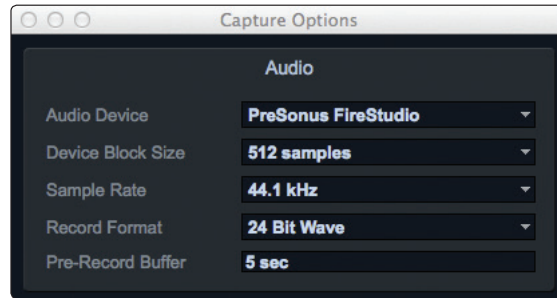 Capture Options
Audio
Audio Device PreSonus FireStudio
Device Block Size 512 samples
Sample Rate 44.1 kHz
Record Format 24 Bit Wave
Pre-Record Buffer 5 sec